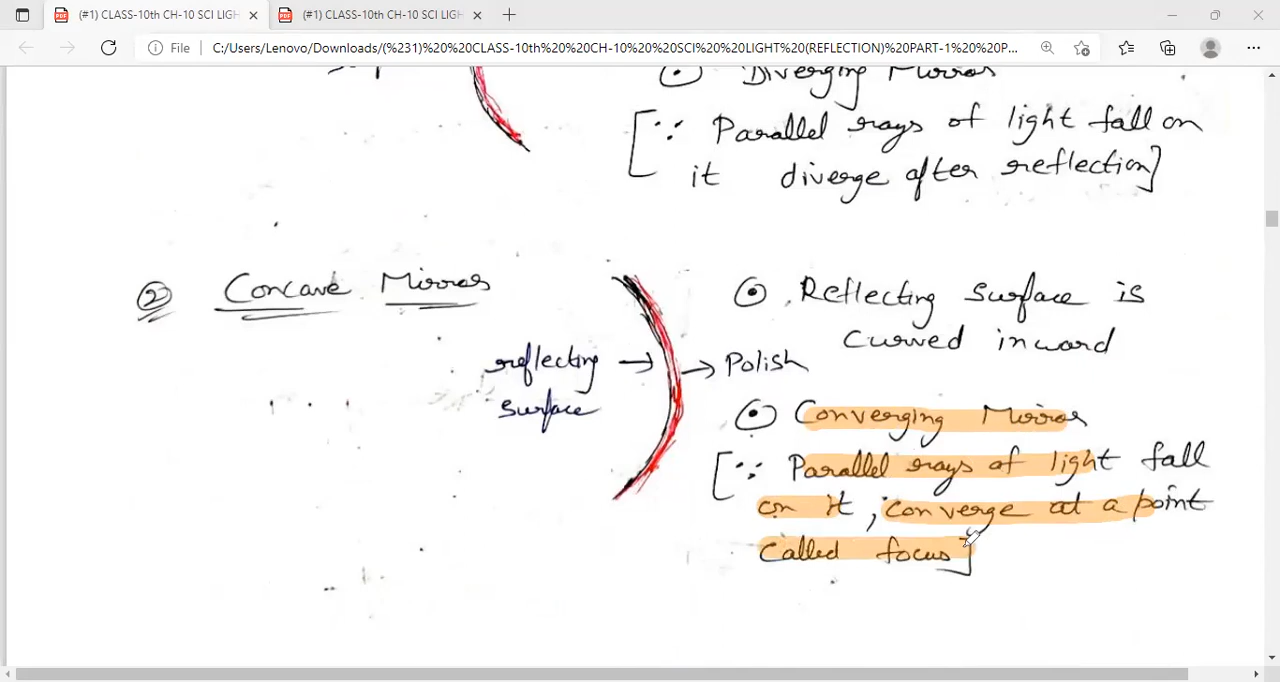 (#1) CLASS-10th CH-10 SCI LIGH
(#1) CLASS-10th CH-10 SCI LIGH
File
C:/Users/Lenovo/Downloads/(%231)%20%20CLASS-10th%20%20CH-10%20%20SCI%20%20LIGHT%20(REFLECTION)%20PART-1%20%20P...
⊙ Diverging Mirror
[∵ Parallel rays of light fall on
it diverge after reflection]
② Concave Mirror
⊙ Reflecting surface is
curved inward
reflecting → → Polish
surface
⊙ Converging Mirror
[∵ Parallel rays of light fall
on it, converge at a point
called focus]